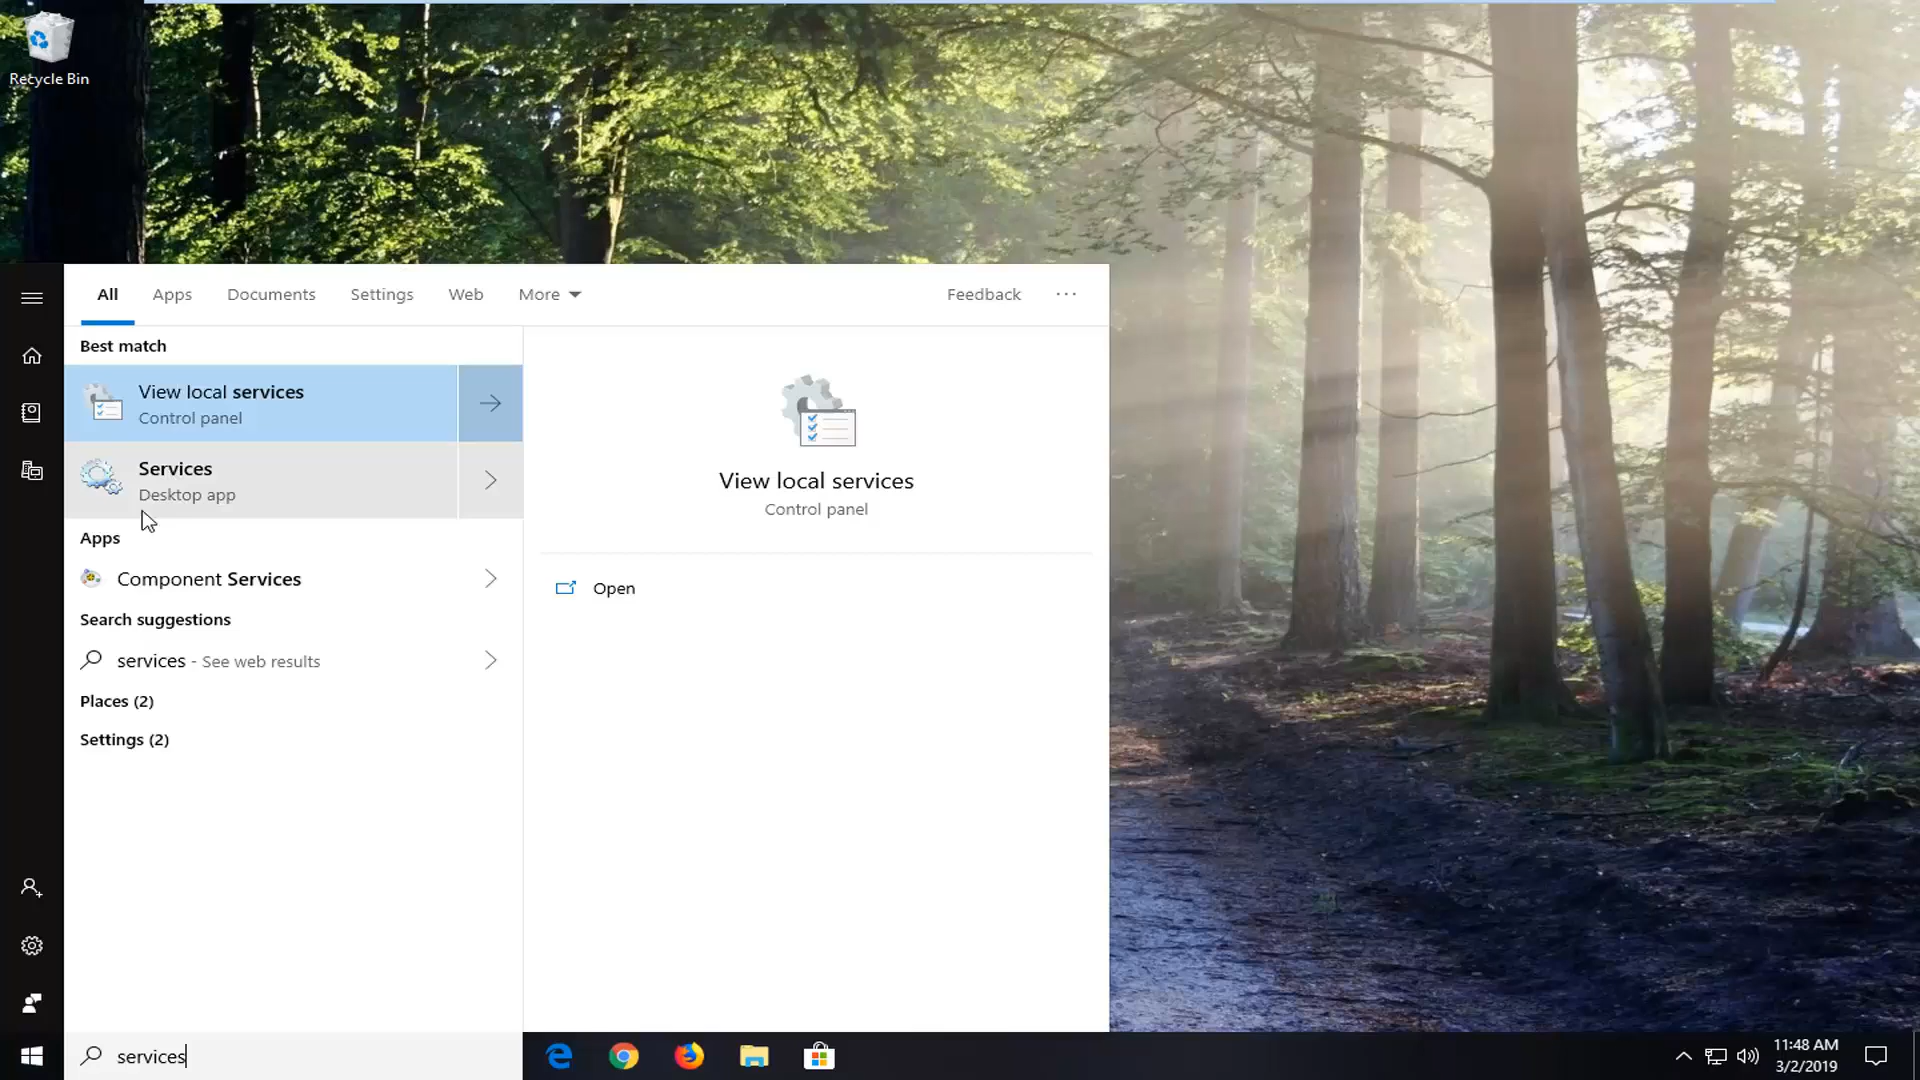 Recycle Bin
All
Apps
Documents
Settings
Web
More
Feedback
Best match
View local services
Control panel
Services
Desktop app
Apps
Component Services
Search suggestions
services - See web results
Places (2)
Settings (2)
View local services
Control panel
Open
services
11:48 AM
3/2/2019